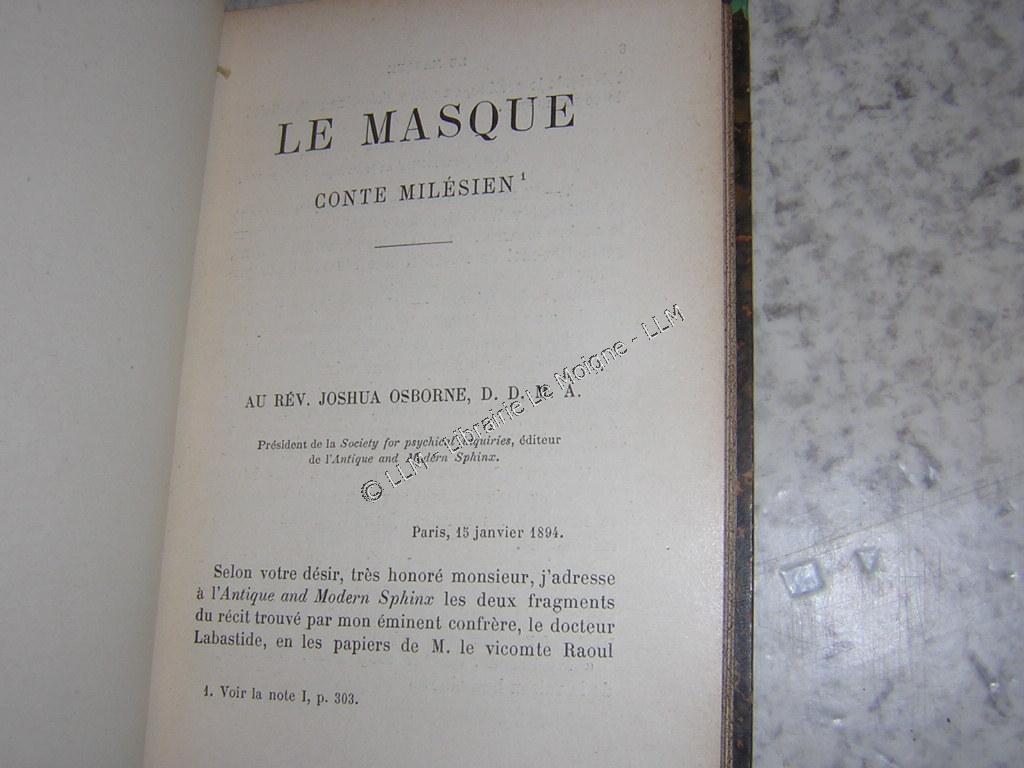 LE MASQUE
CONTE MILÉSIEN 1
AU RÉV. JOSHUA OSBORNE, D. D. M. A.
Président de la Society for psychical inquiries, éditeur
de l'Antique and Modern Sphinx.
© LLM - Librairie Le Moigne - LLM
Paris, 15 janvier 1894.
Selon votre désir, très honoré monsieur, j'adresse
à l'Antique and Modern Sphinx les deux fragments
du récit trouvé par mon éminent confrère, le docteur
Labastide, en les papiers de M. le vicomte Raoul
1. Voir la note I, p. 303.